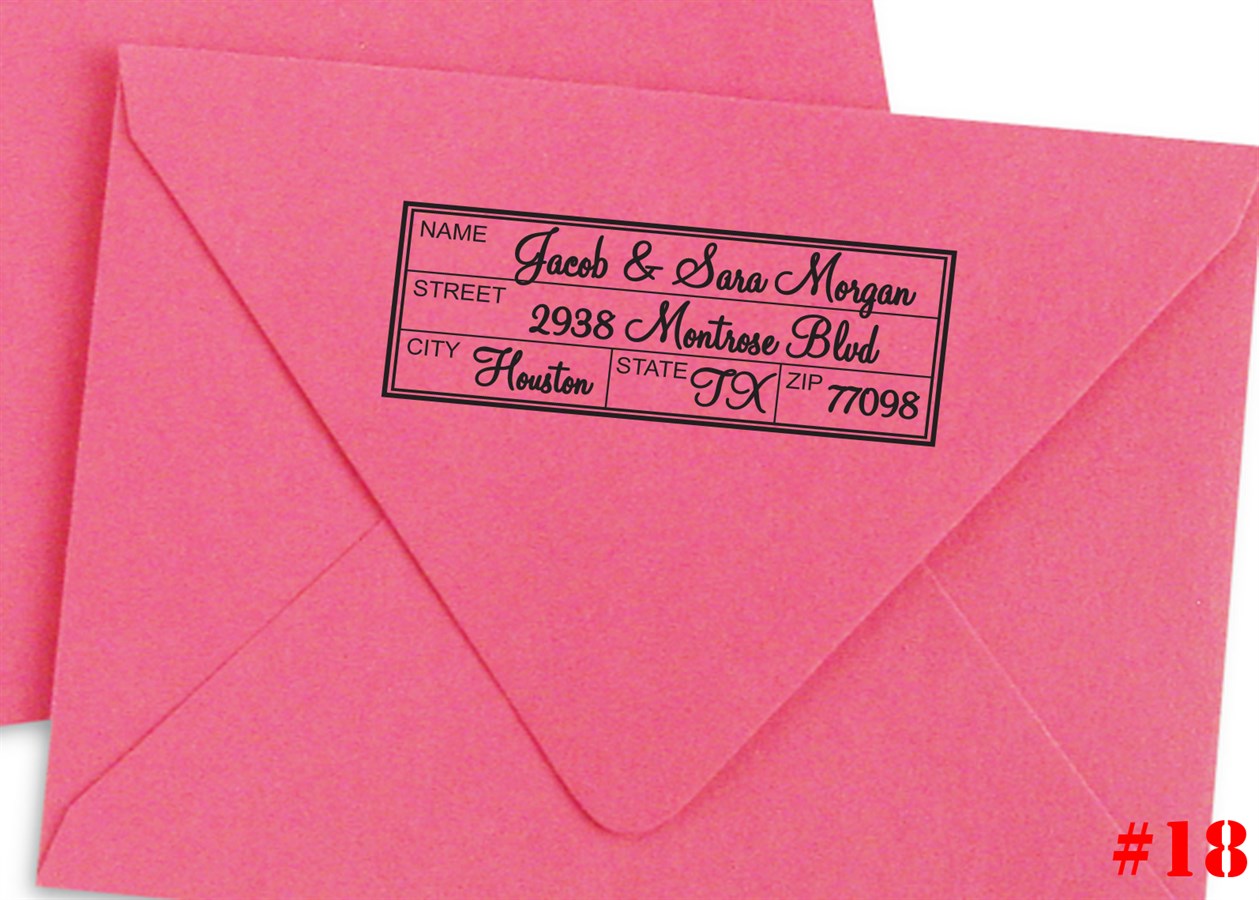 NAME Jacob & Sara Morgan
STREET 2938 Montrose Blvd
CITY Houston STATE TX ZIP 77098
#18